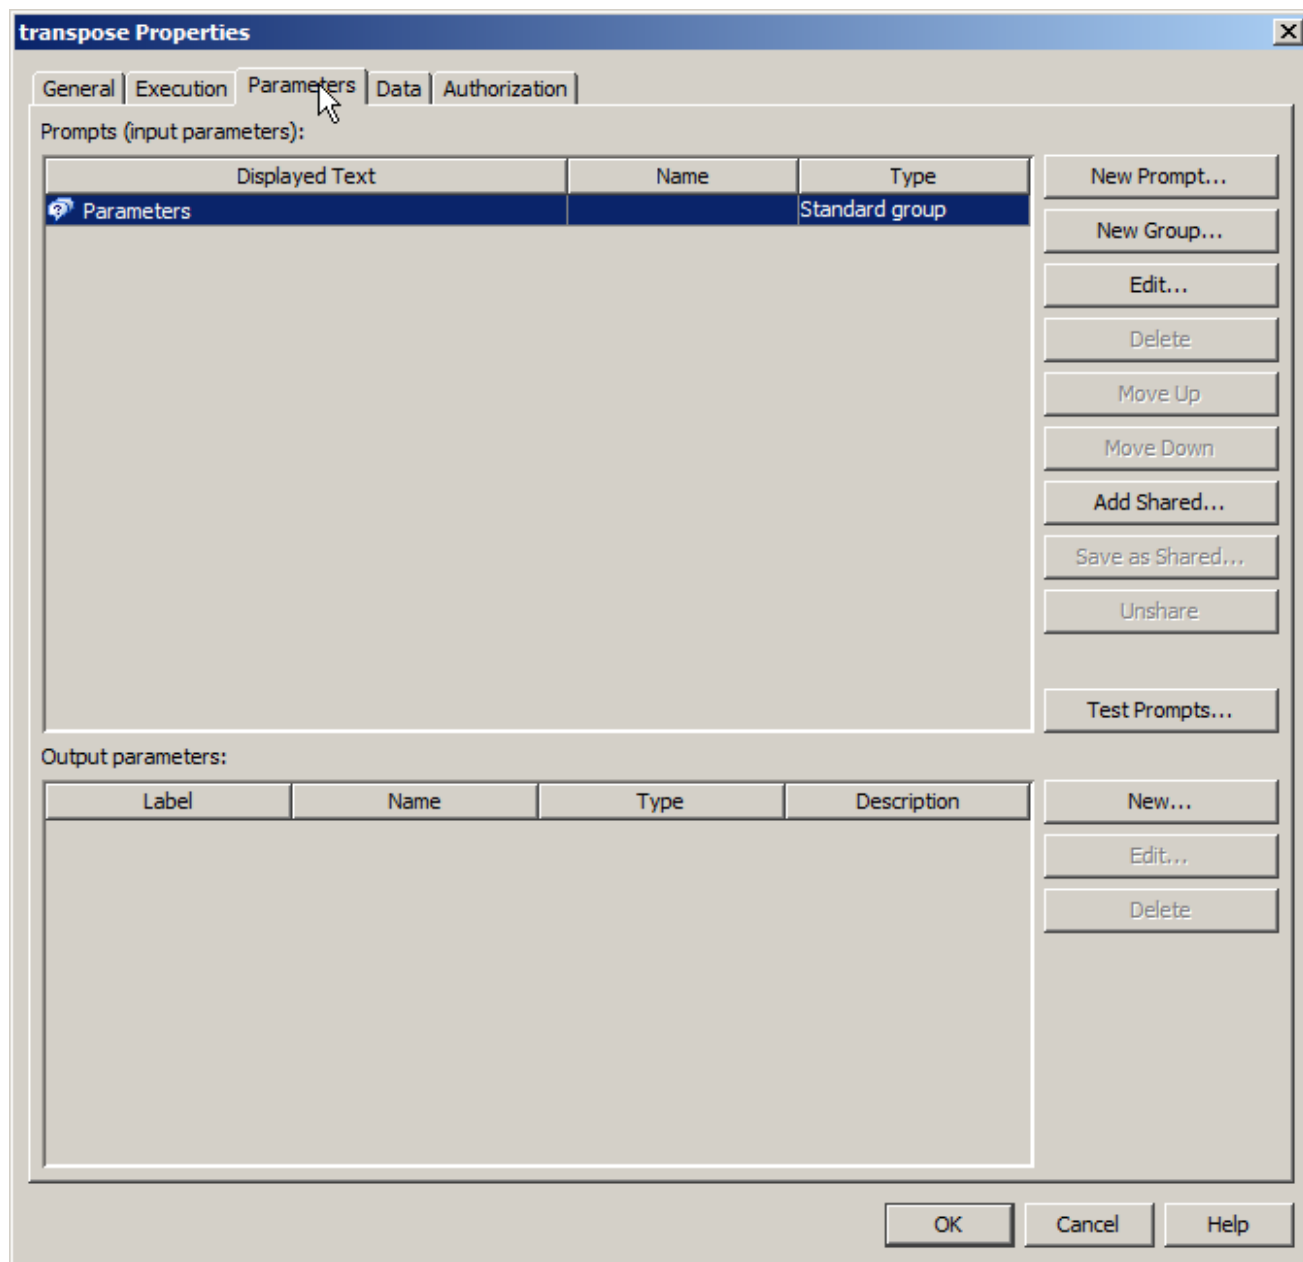 transpose Properties
General Execution Parameters Data Authorization
Prompts (input parameters):
Displayed Text Name Type
Parameters Standard group
New Prompt...
New Group...
Edit...
Delete
Move Up
Move Down
Add Shared...
Save as Shared...
Unshare
Test Prompts...
Output parameters:
Label Name Type Description
New...
Edit...
Delete
OK Cancel Help